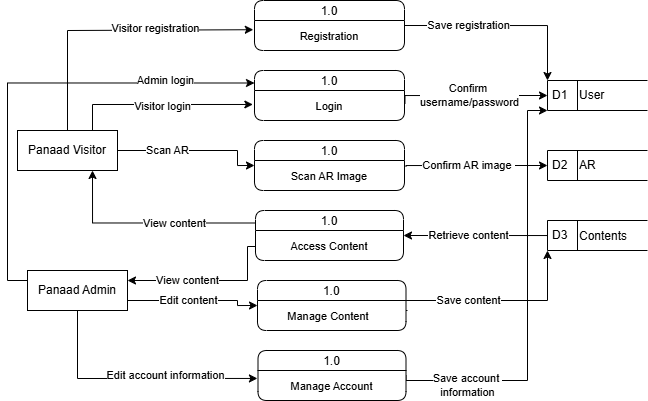 1.0
Visitor registration
Save registration
Registration
1.0
Admin login
Confirm
username/password
D1
User
Visitor login
Login
Panaad Visitor
Scan AR
1.0
Scan AR Image
Confirm AR image
D2
AR
1.0
View content
Access Content
Retrieve content
D3
Contents
View content
Panaad Admin
1.0
Edit content
Save content
Manage Content
1.0
Edit account information
Manage Account
Save account
information